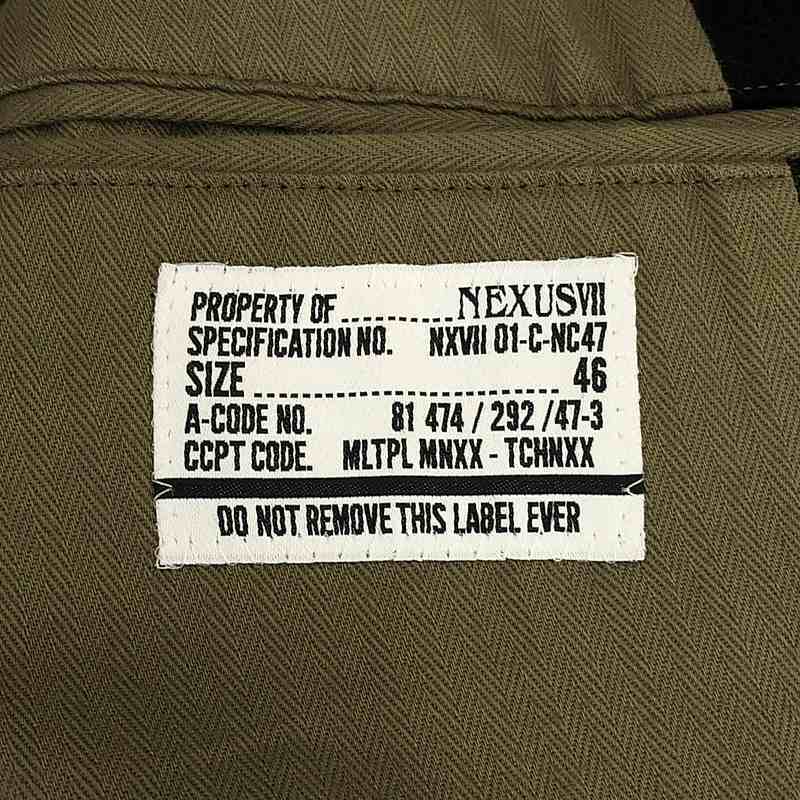 PROPERTY OF ............ NEXUSVII
SPECIFICATION NO. NXVII 01-C-NC47
SIZE .............................. 46
A-CODE NO. 81 474 / 292 /47-3
CCPT CODE. MLTPL MNXX - TCHNXX
DO NOT REMOVE THIS LABEL EVER